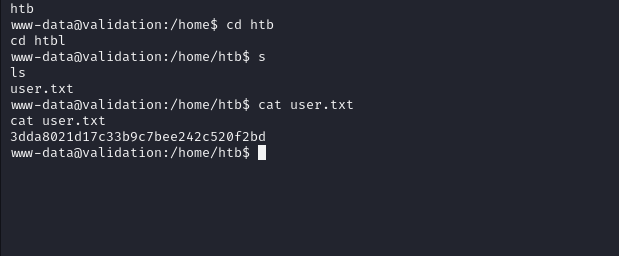 htb
www-data@validation:/home$ cd htb
cd htbl
www-data@validation:/home/htb$ s
ls
user.txt
www-data@validation:/home/htb$ cat user.txt
cat user.txt
3dda8021d17c33b9c7bee242c520f2bd
www-data@validation:/home/htb$